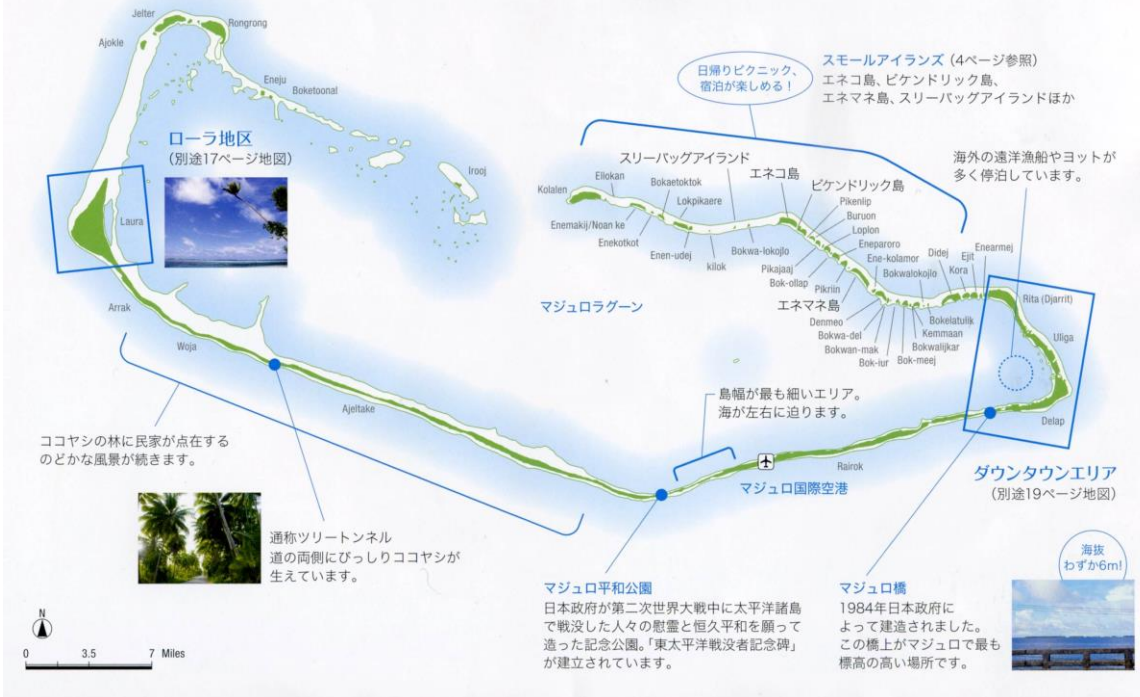 Jelter
Rongrong
Ajokle
Eneju
Boketoonal
ローラ地区
(別途17ページ地図)
Laura
Irooj
日帰りピクニック、
宿泊が楽しめる!
スモールアイランズ(4ページ参照)
エネコ島、ビケンドリック島、
エネマネ島、スリーバッグアイランドほか
海外の遠洋漁船やヨットが
多く停泊しています。
スリーバッグアイランド
エネコ島
ビケンドリック島
Kolalen
Ellokan
Bokaetoktok
Lokpikaere
Pikenlip
Buruon
Loplon
Eneparoro
Ene-kolamor
Bokwalokojlo
Didej
Kora
Ejit
Enearmej
Enemakij/Noan ke
Enekotkot
Enen-udej
kilok
Bokwa-lokojlo
Pikajaaj
Bok-ollap
Pikriin
エネマネ島
Denmeo
Bokwa-del
Bokwan-mak
Bok-iur
Bok-meej
Bokwalijkar
Kemmaan
Bokelatulik
Rita (Djarrit)
Uliga
Delap
マジュロラグーン
Arrak
Woja
Ajeltake
島幅が最も細いエリア。
海が左右に迫ります。
Rairok
マジュロ国際空港
ダウンタウンエリア
(別途19ページ地図)
ココヤシの林に民家が点在する
のどかな風景が続きます。
通称ツリートンネル
道の両側にびっしりココヤシが
生えています。
マジュロ平和公園
日本政府が第二次世界大戦中に太平洋諸島
で戦没した人々の慰霊と恒久平和を願って
造った記念公園。「東太平洋戦没者記念碑」
が建立されています。
マジュロ橋
1984年日本政府に
よって建造されました。
この橋上がマジュロで最も
標高の高い場所です。
海抜
わずか6m!
N
0 3.5 7 Miles